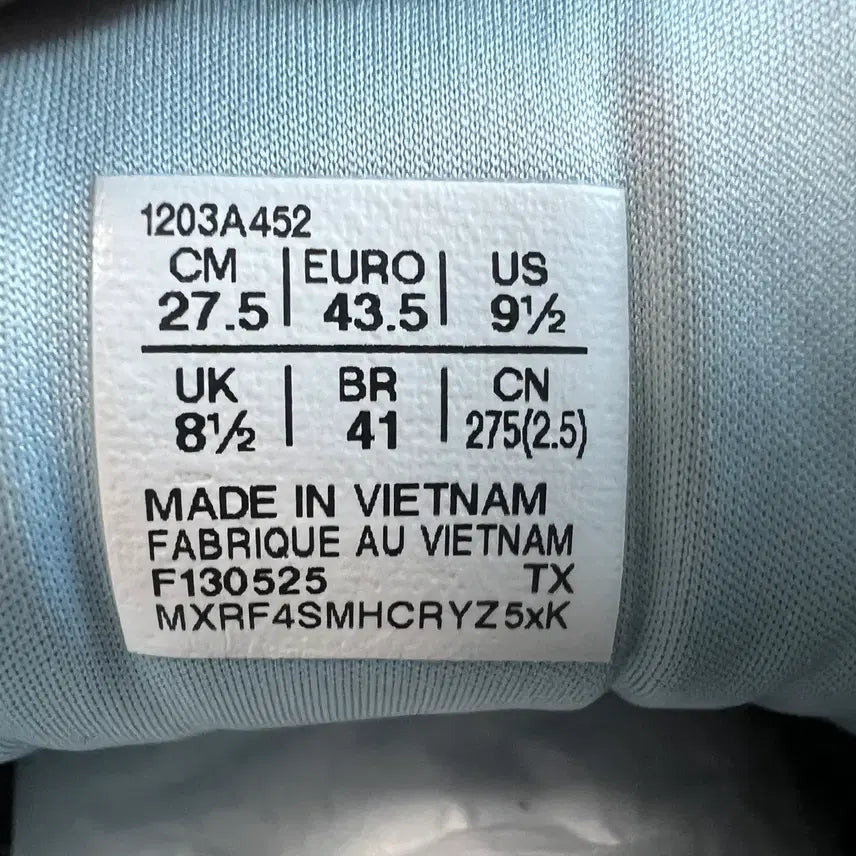 1203A452
CM | EURO | US
27.5 | 43.5 | 9½
UK | BR | CN
8½ | 41 | 275(2.5)
MADE IN VIETNAM
FABRIQUE AU VIETNAM
F130525 TX
MXRF4SMHCRYZ5xK